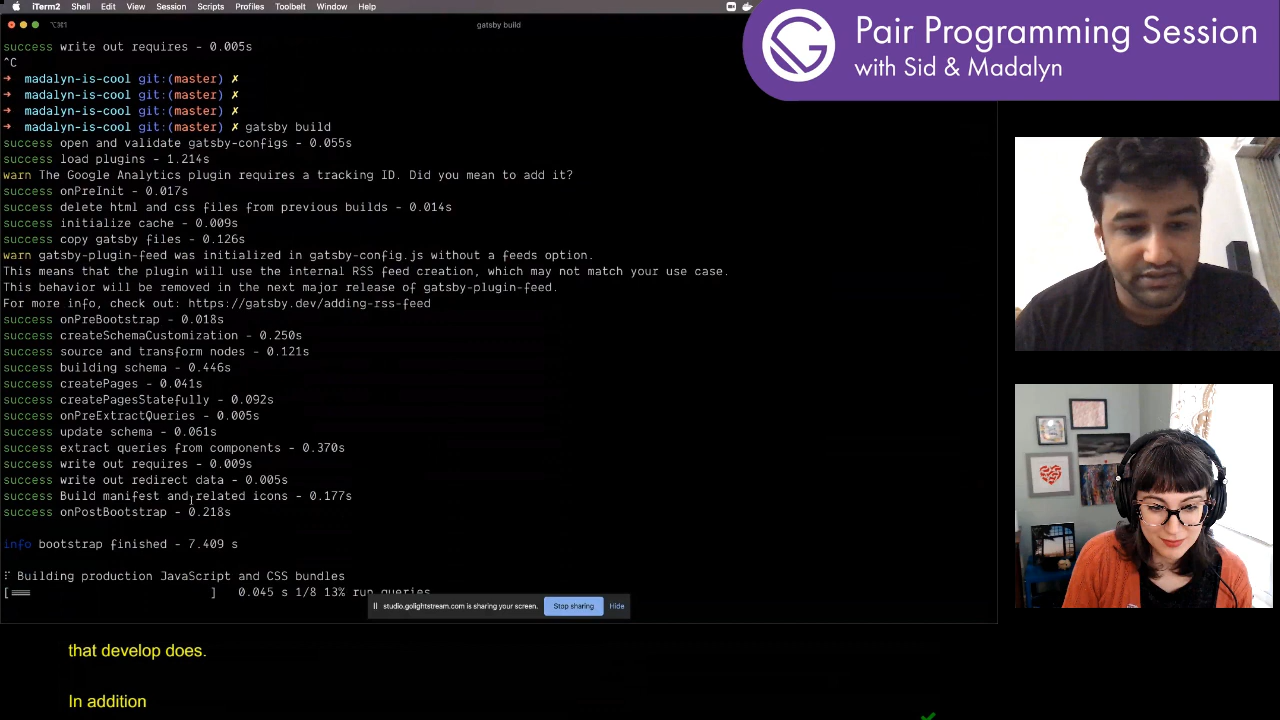 iTerm2 Shell Edit View Session Scripts Profiles Toolbelt Window Help
⌥⌘1 gatsby build
success write out requires - 0.005s
^C
➜ madalyn-is-cool git:(master) ✗
➜ madalyn-is-cool git:(master) ✗
➜ madalyn-is-cool git:(master) ✗
➜ madalyn-is-cool git:(master) ✗ gatsby build
success open and validate gatsby-configs - 0.055s
success load plugins - 1.214s
warn The Google Analytics plugin requires a tracking ID. Did you mean to add it?
success onPreInit - 0.017s
success delete html and css files from previous builds - 0.014s
success initialize cache - 0.009s
success copy gatsby files - 0.126s
warn gatsby-plugin-feed was initialized in gatsby-config.js without a feeds option.
This means that the plugin will use the internal RSS feed creation, which may not match your use case.
This behavior will be removed in the next major release of gatsby-plugin-feed.
For more info, check out: https://gatsby.dev/adding-rss-feed
success onPreBootstrap - 0.018s
success createSchemaCustomization - 0.250s
success source and transform nodes - 0.121s
success building schema - 0.446s
success createPages - 0.041s
success createPagesStatefully - 0.092s
success onPreExtractQueries - 0.005s
success update schema - 0.061s
success extract queries from components - 0.370s
success write out requires - 0.009s
success write out redirect data - 0.005s
success Build manifest and related icons - 0.177s
success onPostBootstrap - 0.218s
info bootstrap finished - 7.409 s
Building production JavaScript and CSS bundles
[≡≡≡ ] 0.045 s 1/8 13% run queries
studio.golightstream.com is sharing your screen. Stop sharing Hide
Pair Programming Session
with Sid & Madalyn
that develop does.
In addition